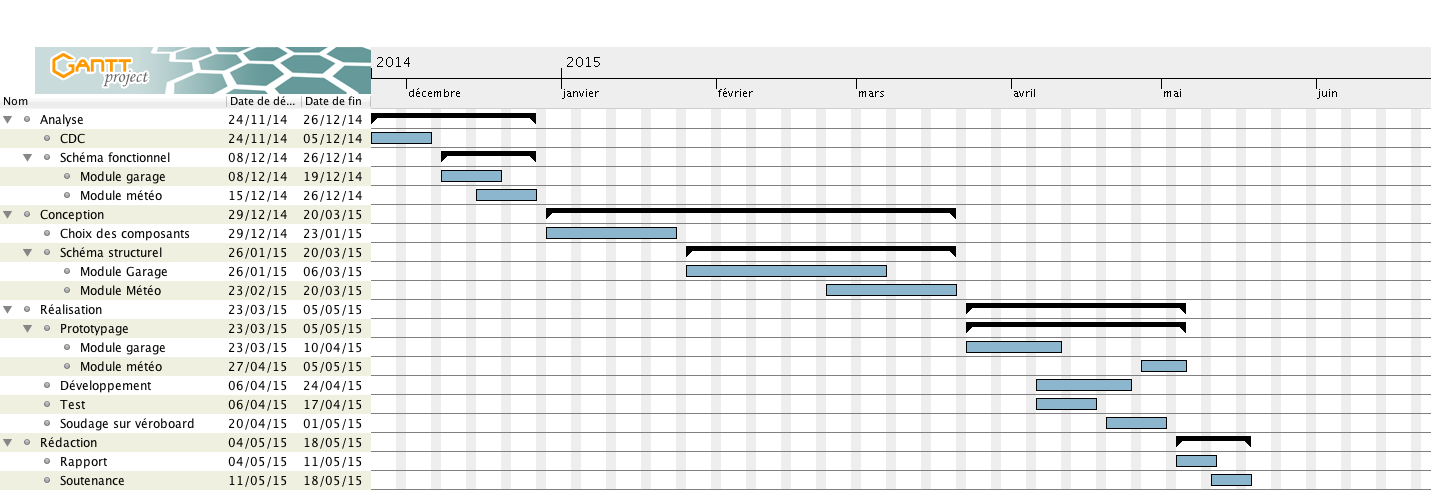 GANTT
project
2014 2015
décembre janvier février mars avril mai juin
Nom Date de dé... Date de fin
Analyse 24/11/14 26/12/14
CDC 24/11/14 05/12/14
Schéma fonctionnel 08/12/14 26/12/14
Module garage 08/12/14 19/12/14
Module météo 15/12/14 26/12/14
Conception 29/12/14 20/03/15
Choix des composants 29/12/14 23/01/15
Schéma structurel 26/01/15 20/03/15
Module Garage 26/01/15 06/03/15
Module Météo 23/02/15 20/03/15
Réalisation 23/03/15 05/05/15
Prototypage 23/03/15 05/05/15
Module garage 23/03/15 10/04/15
Module météo 27/04/15 05/05/15
Développement 06/04/15 24/04/15
Test 06/04/15 17/04/15
Soudage sur véroboard 20/04/15 01/05/15
Rédaction 04/05/15 18/05/15
Rapport 04/05/15 11/05/15
Soutenance 11/05/15 18/05/15